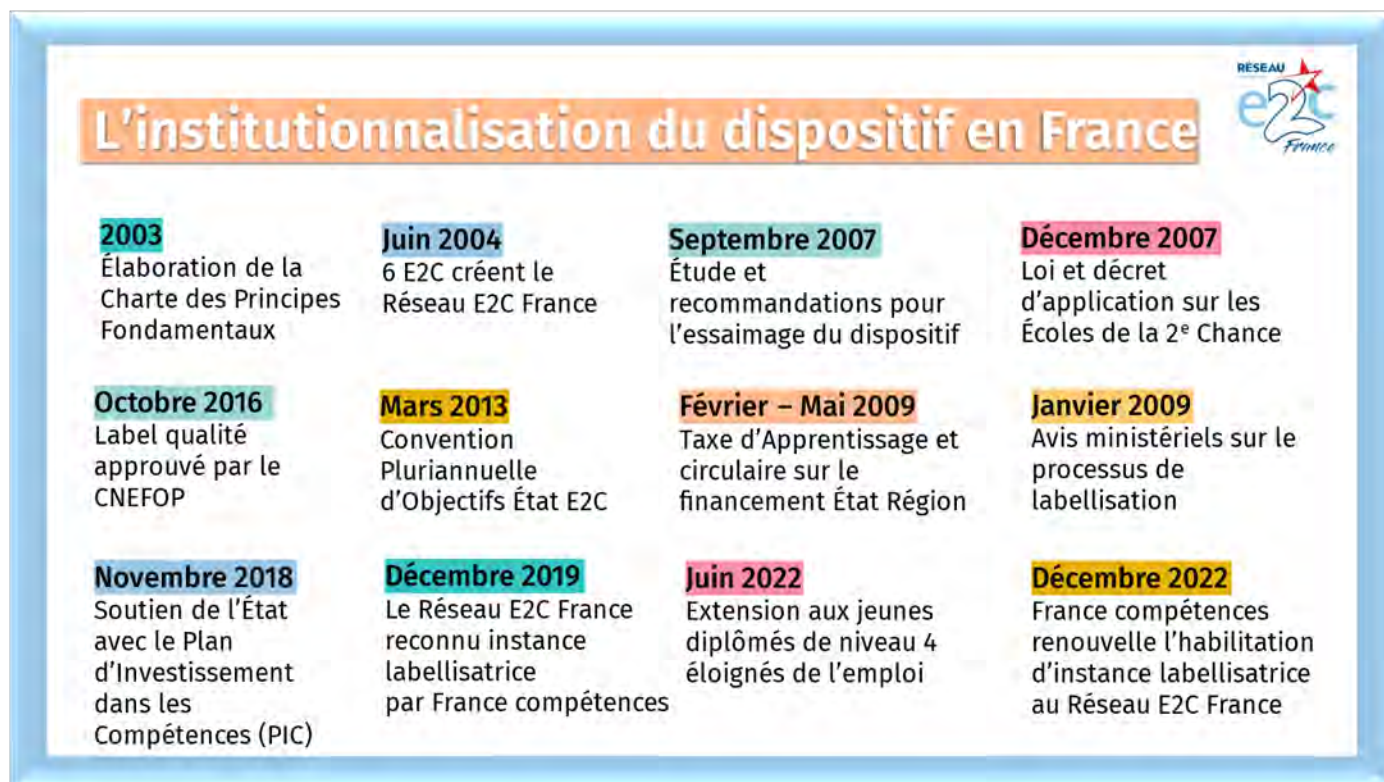 RÉSEAU
e2c
France
L'institutionnalisation du dispositif en France
2003
Élaboration de la
Charte des Principes
Fondamentaux
Juin 2004
6 E2C créent le
Réseau E2C France
Septembre 2007
Étude et
recommandations pour
l'essaimage du dispositif
Décembre 2007
Loi et décret
d'application sur les
Écoles de la 2e Chance
Octobre 2016
Label qualité
approuvé par le
CNEFOP
Mars 2013
Convention
Pluriannuelle
d'Objectifs État E2C
Février – Mai 2009
Taxe d'Apprentissage et
circulaire sur le
financement État Région
Janvier 2009
Avis ministériels sur le
processus de
labellisation
Novembre 2018
Soutien de l'État
avec le Plan
d'Investissement
dans les
Compétences (PIC)
Décembre 2019
Le Réseau E2C France
reconnu instance
labellisatrice
par France compétences
Juin 2022
Extension aux jeunes
diplômés de niveau 4
éloignés de l'emploi
Décembre 2022
France compétences
renouvelle l'habilitation
d'instance labellisatrice
au Réseau E2C France